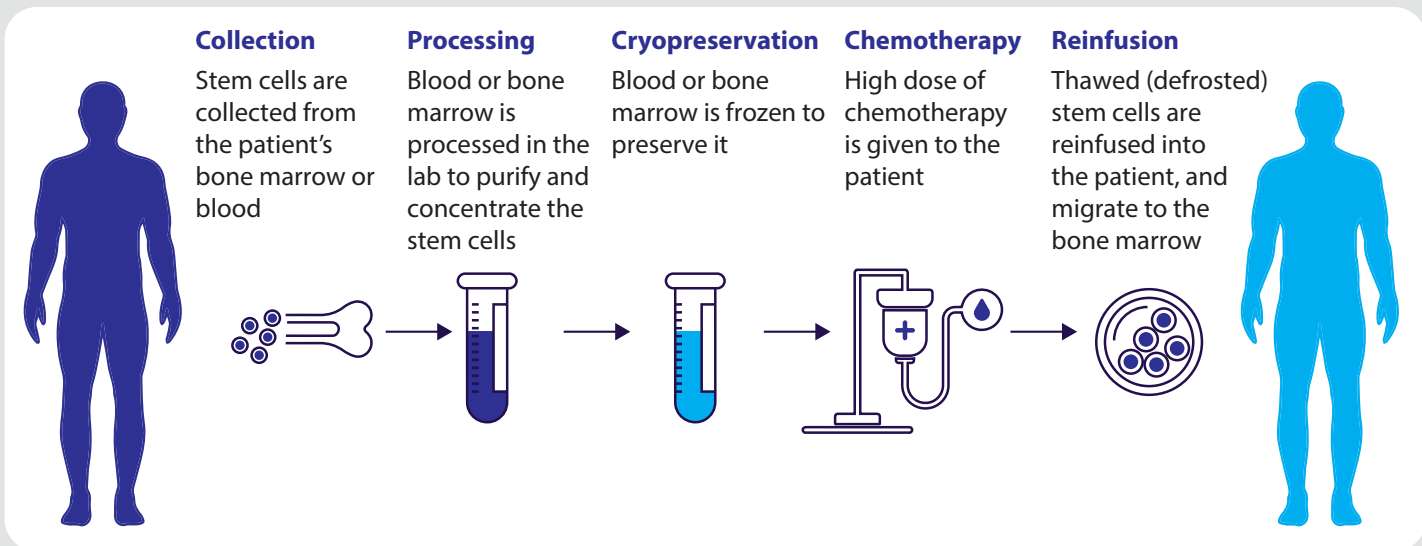 Collection
Stem cells are
collected from
the patient’s
bone marrow or
blood
Processing
Blood or bone
marrow is
processed in the
lab to purify and
concentrate the
stem cells
Cryopreservation
Blood or bone
marrow is frozen to
preserve it
Chemotherapy
High dose of
chemotherapy
is given to the
patient
Reinfusion
Thawed (defrosted)
stem cells are
reinfused into
the patient, and
migrate to the
bone marrow